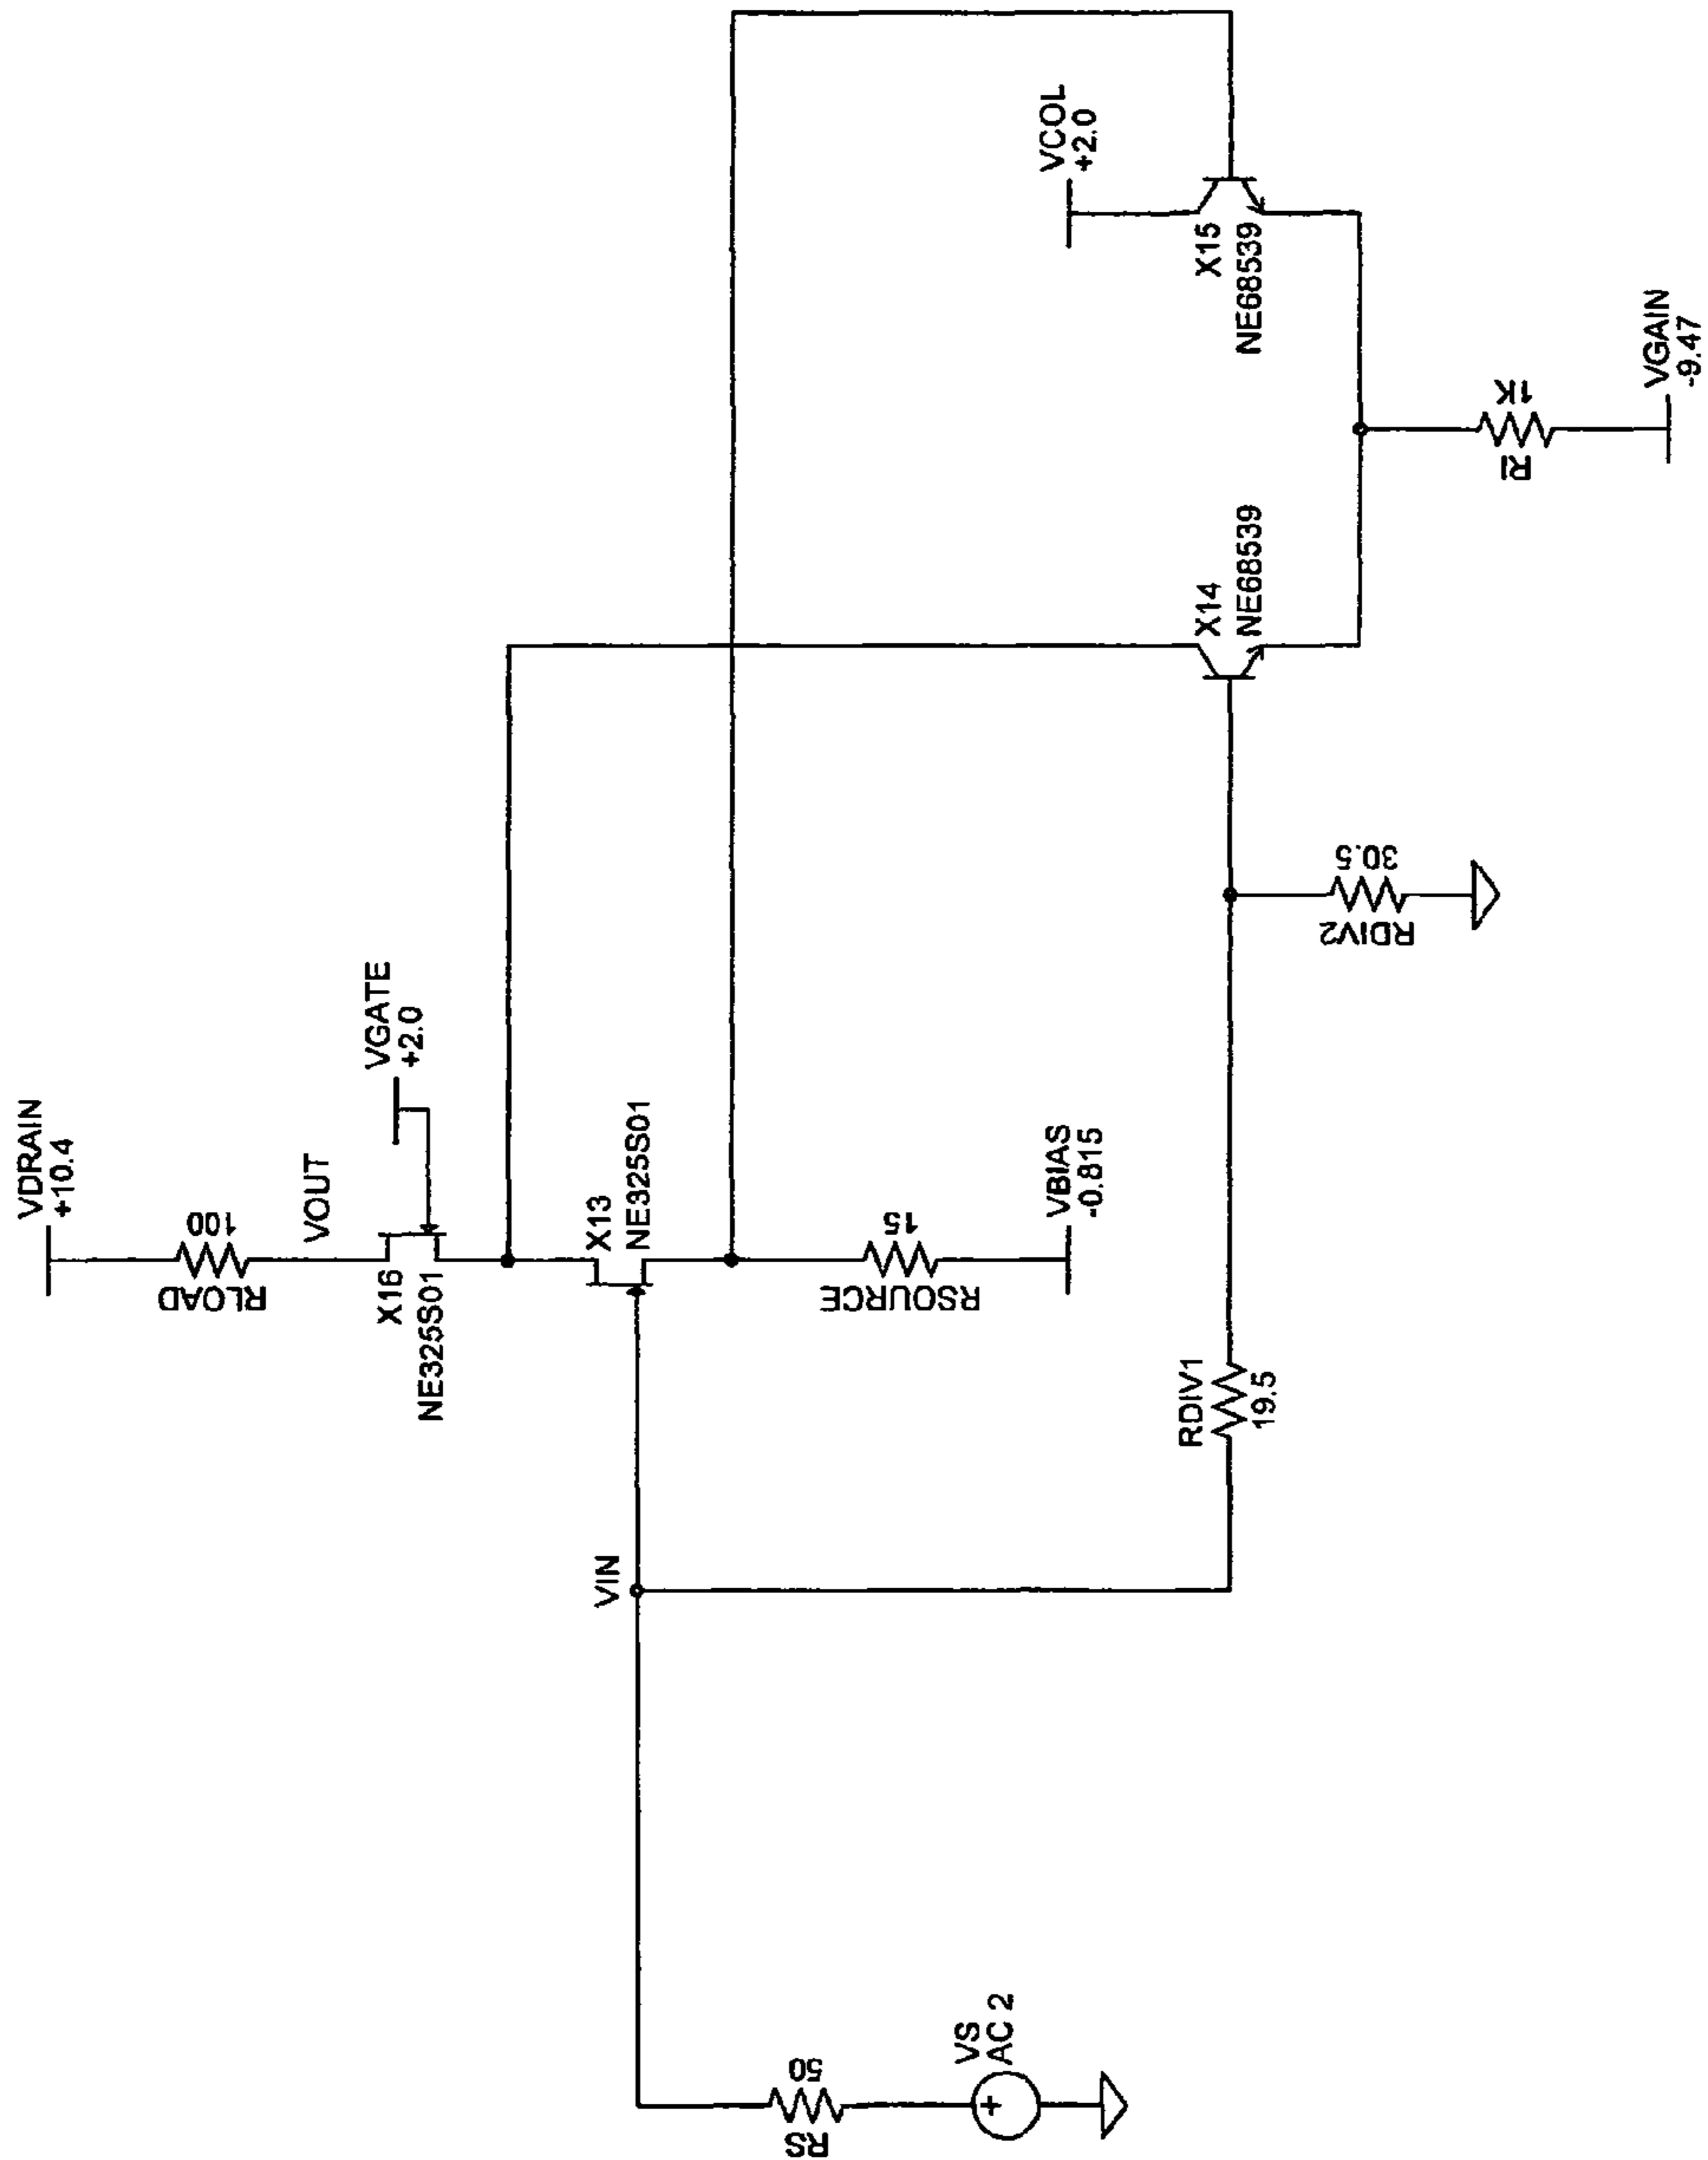 VDRAIN
+10.4
RLOAD
100
VOUT
VGATE
+2.0
X16
NE325S01
X13
NE325S01
VIN
RSOURCE
15
VBIAS
-0.815
VCOL
+2.0
X14
NE68539
X15
NE68539
RDIV1
19.5
RDIV2
30.5
RI
1K
VGAIN
-9.47
RS
50
VS
AC 2
+